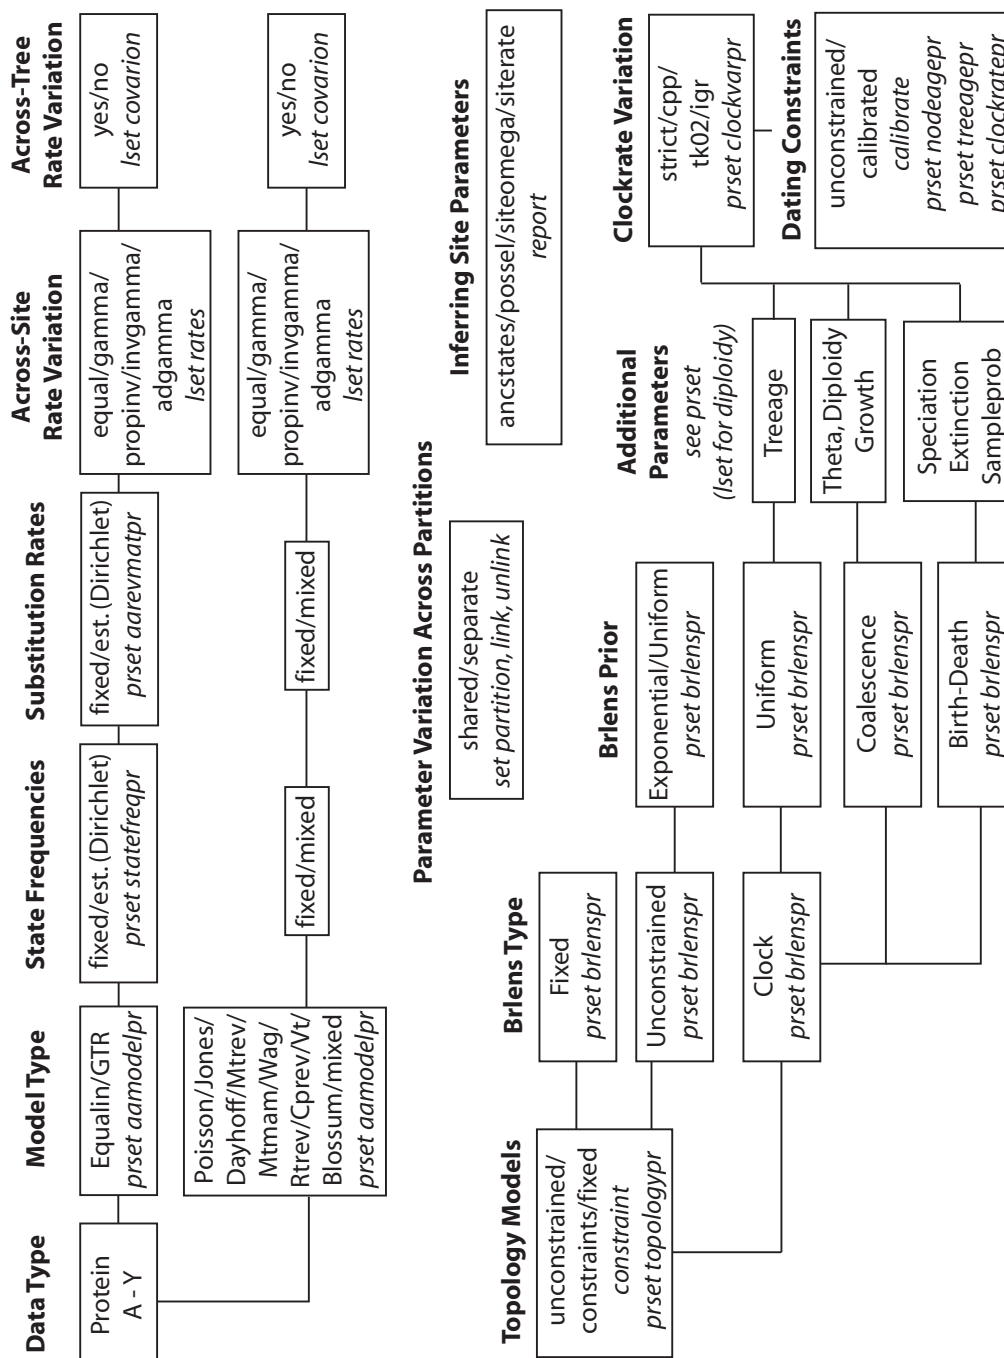 Data Type
Protein
A - Y
Model Type
Equalin/GTR
prset aamodelpr
Poisson/Jones/
Dayhoff/Mtrev/
Mtmam/Wag/
Rtrev/Cprev/Vt/
Blossum/mixed
prset aamodelpr
State Frequencies
fixed/est. (Dirichlet)
prset statefreqpr
fixed/mixed
Substitution Rates
fixed/est. (Dirichlet)
prset aarevmatpr
fixed/mixed
Across-Site
Rate Variation
equal/gamma/
propinv/invgamma/
adgamma
lset rates
equal/gamma/
propinv/invgamma/
adgamma
lset rates
Across-Tree
Rate Variation
yes/no
lset covarion
yes/no
lset covarion
Parameter Variation Across Partitions
shared/separate
set partition, link, unlink
Inferring Site Parameters
ancstates/possel/siteomega/siterate
report
Topology Models
unconstrained/
constraints/fixed
constraint
prset topologypr
Brlens Type
Fixed
prset brlenspr
Unconstrained
prset brlenspr
Clock
prset brlenspr
Brlens Prior
Exponential/Uniform
prset brlenspr
Uniform
prset brlenspr
Coalescence
prset brlenspr
Birth-Death
prset brlenspr
Additional
Parameters
see prset
(lset for diploidy)
Treeage
Theta, Diploidy
Growth
Speciation
Extinction
Sampleprob
Clockrate Variation
strict/cpp/
tk02/igr
prset clockvarpr
Dating Constraints
unconstrained/
calibrated
calibrate
prset nodeagepr
prset treeagepr
prset clockratepr